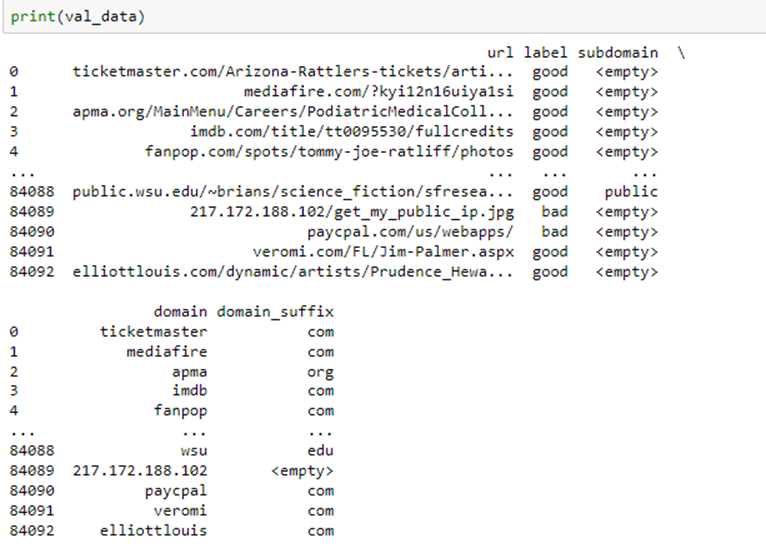 print(val_data)
url label subdomain \
0 ticketmaster.com/Arizona-Rattlers-tickets/arti... good <empty>
1 mediafire.com/?kyi12n16uiya1si good <empty>
2 apma.org/MainMenu/Careers/PodiatricMedicalColl... good <empty>
3 imdb.com/title/tt0095530/fullcredits good <empty>
4 fanpop.com/spots/tommy-joe-ratliff/photos good <empty>
... ... ... ...
84088 public.wsu.edu/~brians/science_fiction/sfresea... good public
84089 217.172.188.102/get_my_public_ip.jpg bad <empty>
84090 paycpal.com/us/webapps/ bad <empty>
84091 veromi.com/FL/Jim-Palmer.aspx good <empty>
84092 elliottlouis.com/dynamic/artists/Prudence_Hewa... good <empty>
domain domain_suffix
0 ticketmaster com
1 mediafire com
2 apma org
3 imdb com
4 fanpop com
... ... ...
84088 wsu edu
84089 217.172.188.102 <empty>
84090 paycpal com
84091 veromi com
84092 elliottlouis com